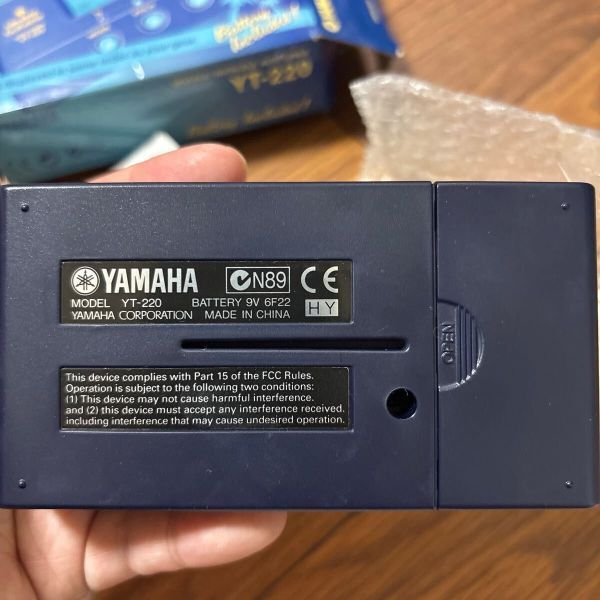 YT-220
YAMAHA
N89
CE
MODEL YT-220 BATTERY 9V 6F22
YAMAHA CORPORATION MADE IN CHINA
HY
OPEN
This device complies with Part 15 of the FCC Rules.
Operation is subject to the following two conditions:
(1) This device may not cause harmful interference.
and (2) this device must accept any interference received.
including interference that may cause undesired operation.